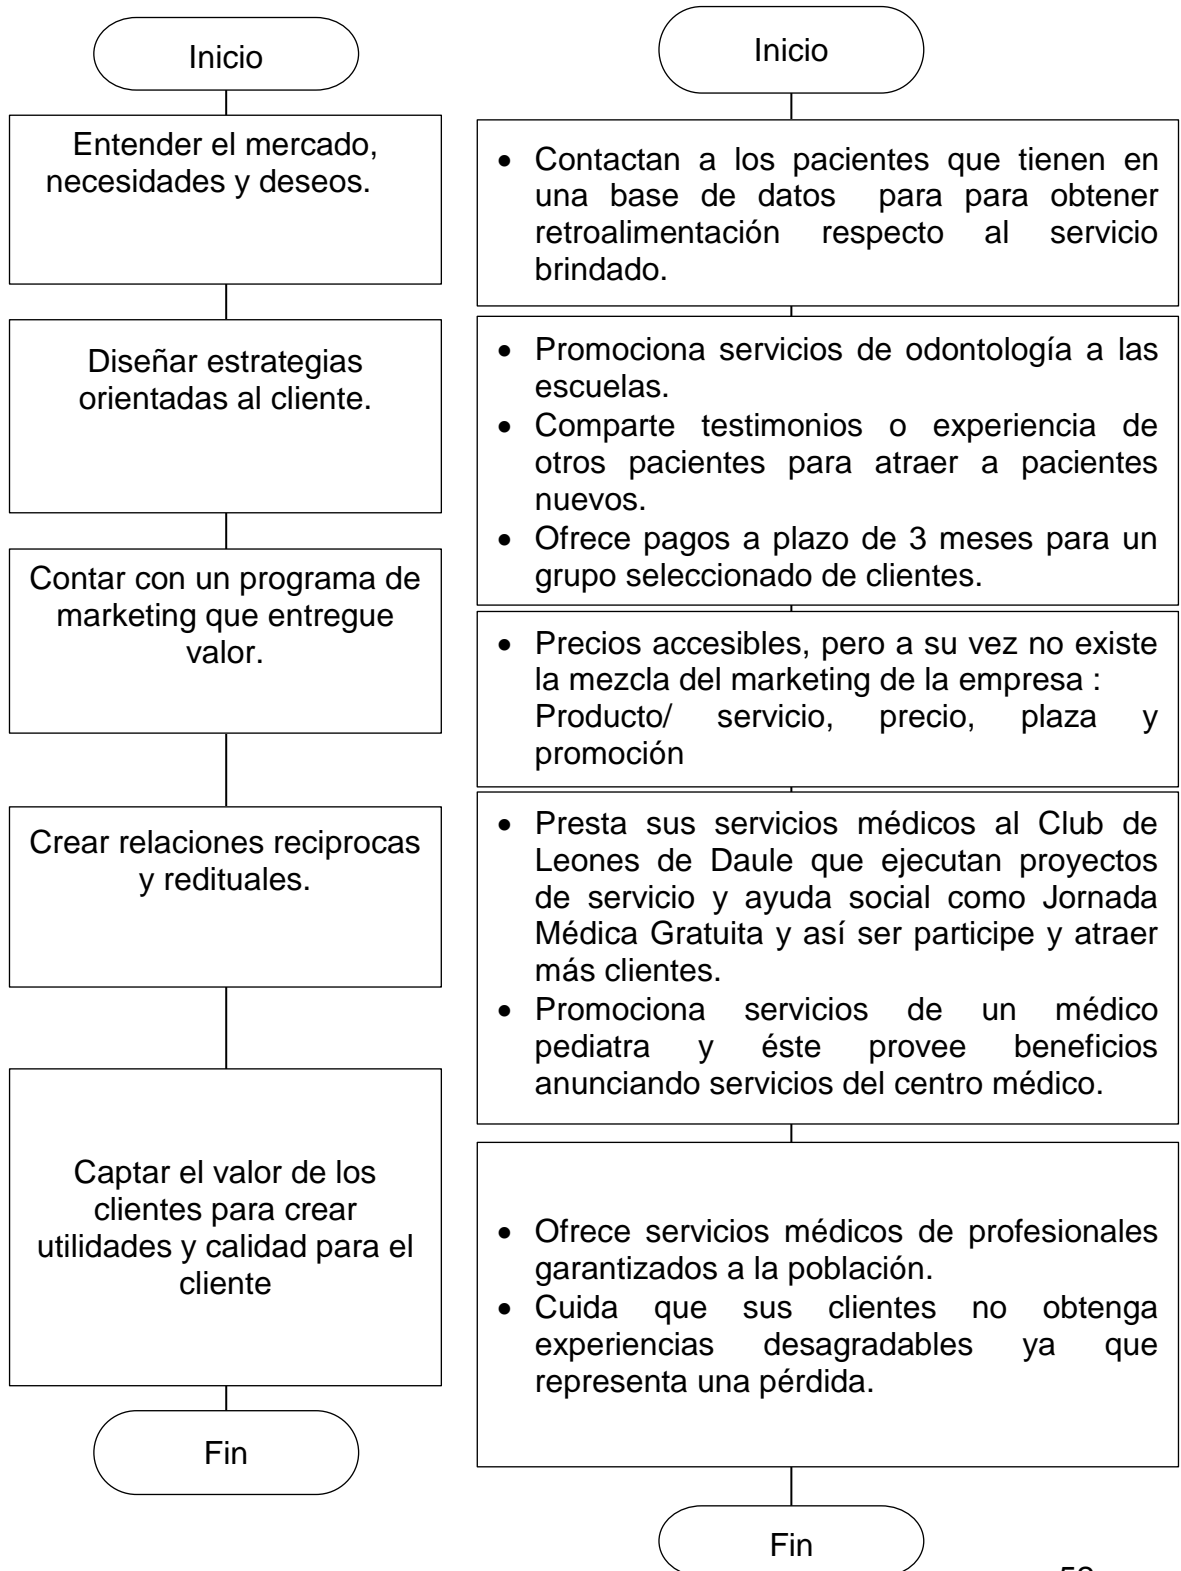 Inicio
Entender el mercado,
necesidades y deseos.
Diseñar estrategias
orientadas al cliente.
Contar con un programa de
marketing que entregue
valor.
Crear relaciones reciprocas
y redituales.
Captar el valor de los
clientes para crear
utilidades y calidad para el
cliente
Fin
Inicio
• Contactan a los pacientes que tienen en
una base de datos para para obtener
retroalimentación respecto al servicio
brindado.
• Promociona servicios de odontología a las
escuelas.
• Comparte testimonios o experiencia de
otros pacientes para atraer a pacientes
nuevos.
• Ofrece pagos a plazo de 3 meses para un
grupo seleccionado de clientes.
• Precios accesibles, pero a su vez no existe
la mezcla del marketing de la empresa :
Producto/ servicio, precio, plaza y
promoción
• Presta sus servicios médicos al Club de
Leones de Daule que ejecutan proyectos
de servicio y ayuda social como Jornada
Médica Gratuita y así ser participe y atraer
más clientes.
• Promociona servicios de un médico
pediatra y éste provee beneficios
anunciando servicios del centro médico.
• Ofrece servicios médicos de profesionales
garantizados a la población.
• Cuida que sus clientes no obtenga
experiencias desagradables ya que
representa una pérdida.
Fin